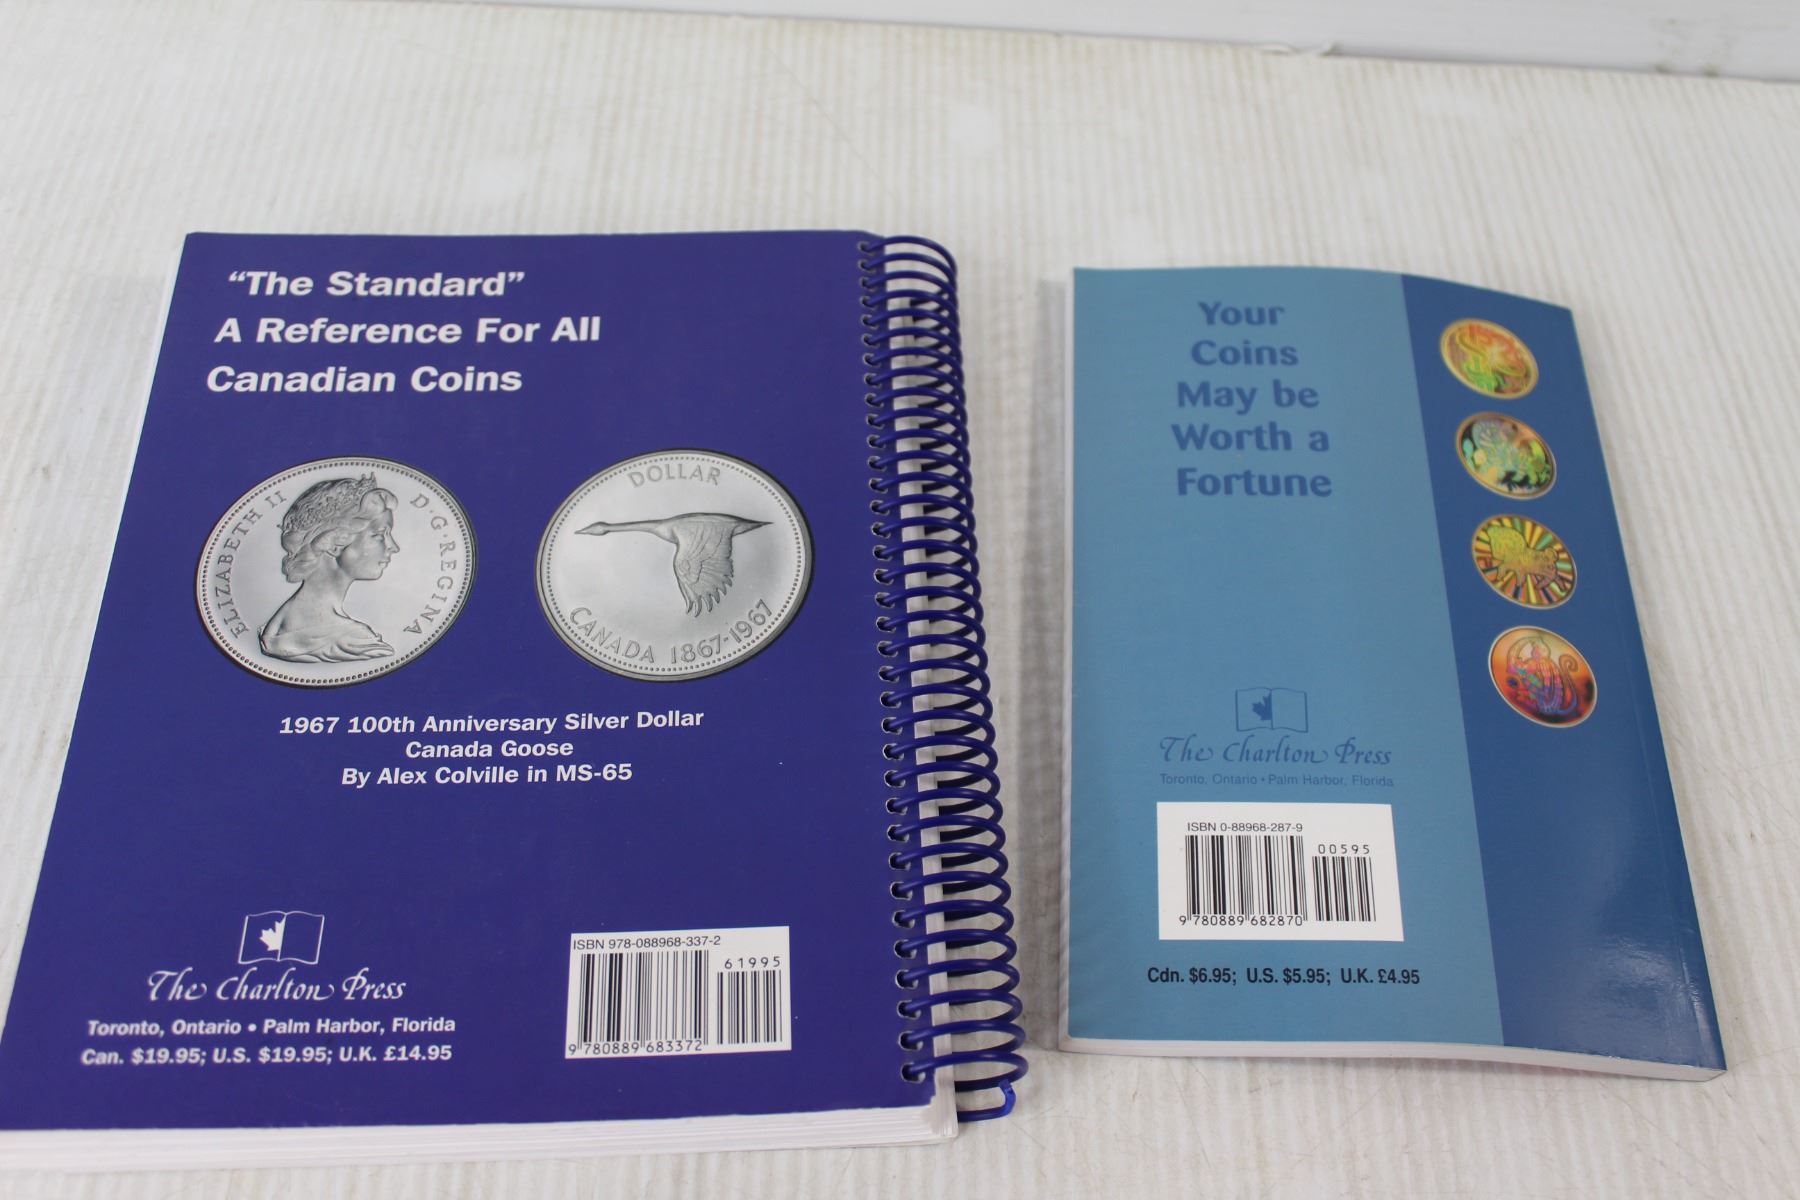 "The Standard"
A Reference For All
Canadian Coins
ELIZABETH II D·G·REGINA
DOLLAR
CANADA 1867-1967
1967 100th Anniversary Silver Dollar
Canada Goose
By Alex Colville in MS-65
The Charlton Press
Toronto, Ontario • Palm Harbor, Florida
Can. $19.95; U.S. $19.95; U.K. £14.95
ISBN 978-088968-337-2
61995
9 780889 683372
Your
Coins
May be
Worth a
Fortune
The Charlton Press
Toronto, Ontario • Palm Harbor, Florida
ISBN 0-88968-287-9
00595
9 780889 682870
Cdn. $6.95; U.S. $5.95; U.K. £4.95